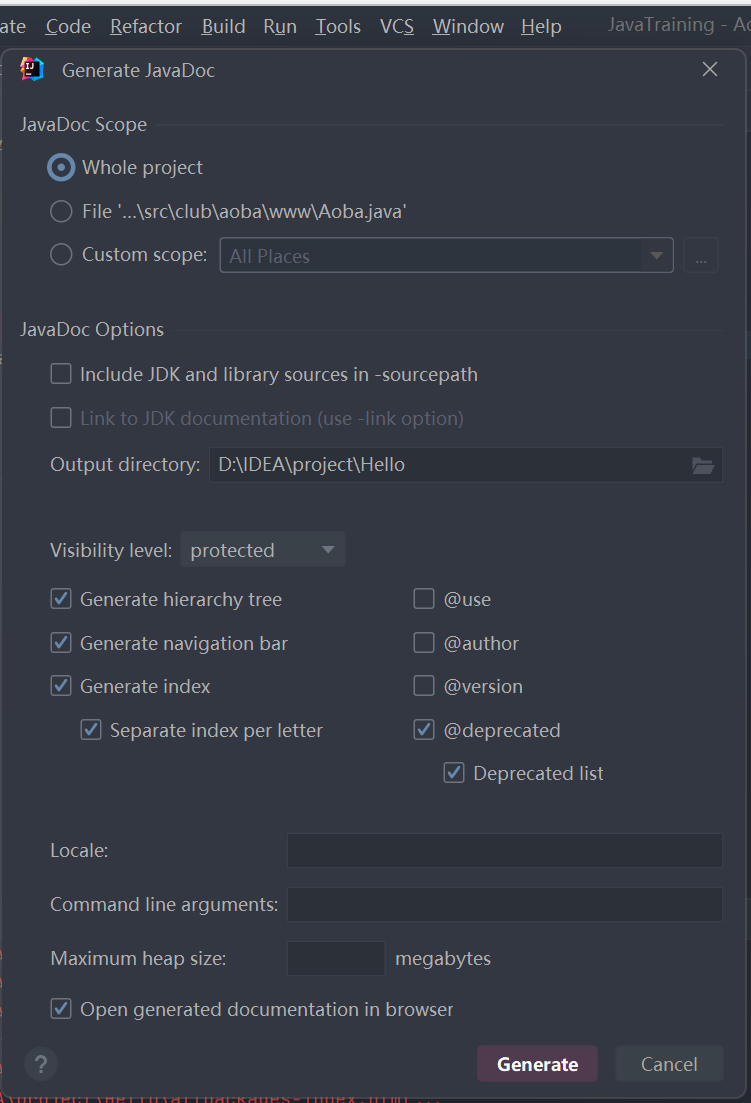 ate Code Refactor Build Run Tools VCS Window Help JavaTraining - Ao
IJ Generate JavaDoc
JavaDoc Scope
Whole project
File '...\src\club\aoba\www\Aoba.java'
Custom scope: All Places ...
JavaDoc Options
Include JDK and library sources in -sourcepath
Link to JDK documentation (use -link option)
Output directory: D:\IDEA\project\Hello
Visibility level: protected
Generate hierarchy tree @use
Generate navigation bar @author
Generate index @version
Separate index per letter @deprecated
Deprecated list
Locale:
Command line arguments:
Maximum heap size: megabytes
Open generated documentation in browser
? Generate Cancel